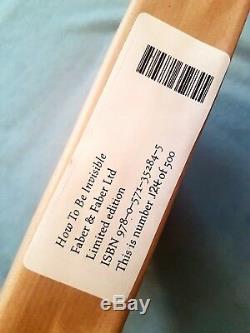 How To Be Invisible
Faber & Faber Ltd
Limited edition
ISBN 978-0-571-35284-5
This is number 124 of 500
ebay